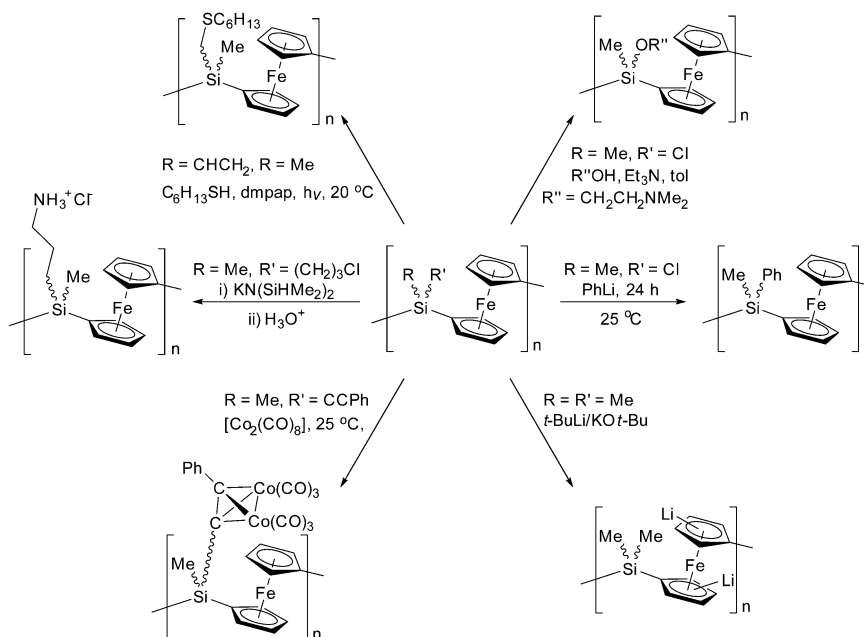 SC₆H₁₃
Me
Si
Fe
n
Me
OR''
Si
Fe
n
R = CHCH₂, R = Me
C₆H₁₃SH, dmpap, hν, 20 °C
R = Me, R' = Cl
R''OH, Et₃N, tol
R'' = CH₂CH₂NMe₂
NH₃⁺Cl⁻
Me
Si
Fe
n
R = Me, R' = (CH₂)₃Cl
i) KN(SiHMe₂)₂
ii) H₃O⁺
R R'
Si
Fe
n
R = Me, R' = Cl
PhLi, 24 h
25 °C
Me Ph
Si
Fe
n
R = Me, R' = CCPh
[Co₂(CO)₈], 25 °C,
R = R' = Me
t-BuLi/KOt-Bu
Ph
C Co(CO)₃
C Co(CO)₃
Me
Si
Fe
n
Li
Me Me
Si
Fe
Li
n